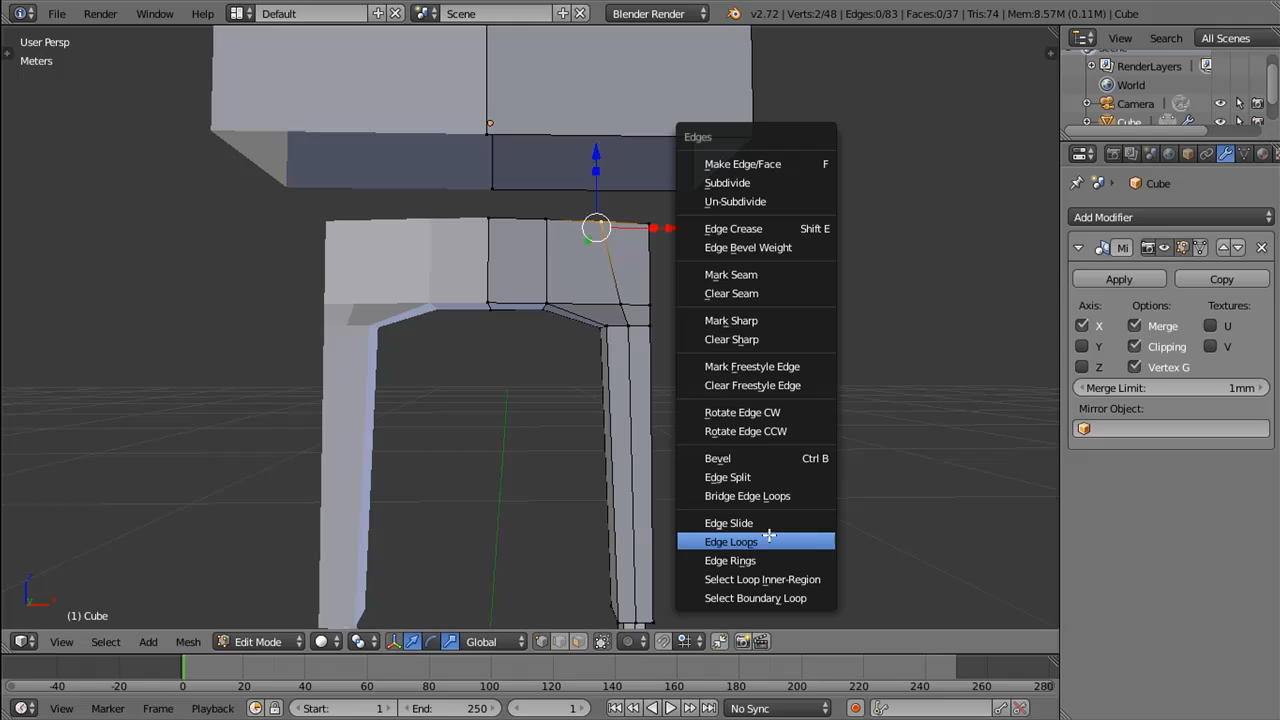 File Render Window Help Default Scene Blender Render v2.72 | Verts:2/48 | Edges:0/83 | Faces:0/37 | Tris:74 | Mem:8.57M (0.11M) | Cube
User Persp
Meters
View Search All Scenes
RenderLayers
World
Camera
Cube
Cube
Add Modifier
Mi
Apply Copy
Axis: Options: Textures:
X Merge U
Y Clipping V
Z Vertex G
Merge Limit: 1mm
Mirror Object:
Edges
Make Edge/Face F
Subdivide
Un-Subdivide
Edge Crease Shift E
Edge Bevel Weight
Mark Seam
Clear Seam
Mark Sharp
Clear Sharp
Mark Freestyle Edge
Clear Freestyle Edge
Rotate Edge CW
Rotate Edge CCW
Bevel Ctrl B
Edge Split
Bridge Edge Loops
Edge Slide
Edge Loops
Edge Rings
Select Loop Inner-Region
Select Boundary Loop
(1) Cube
View Select Add Mesh Edit Mode Global
-40 -20 0 20 40 60 80 100 120 140 160 180 200 220 240 260 280
View Marker Frame Playback Start: 1 End: 250 1 No Sync